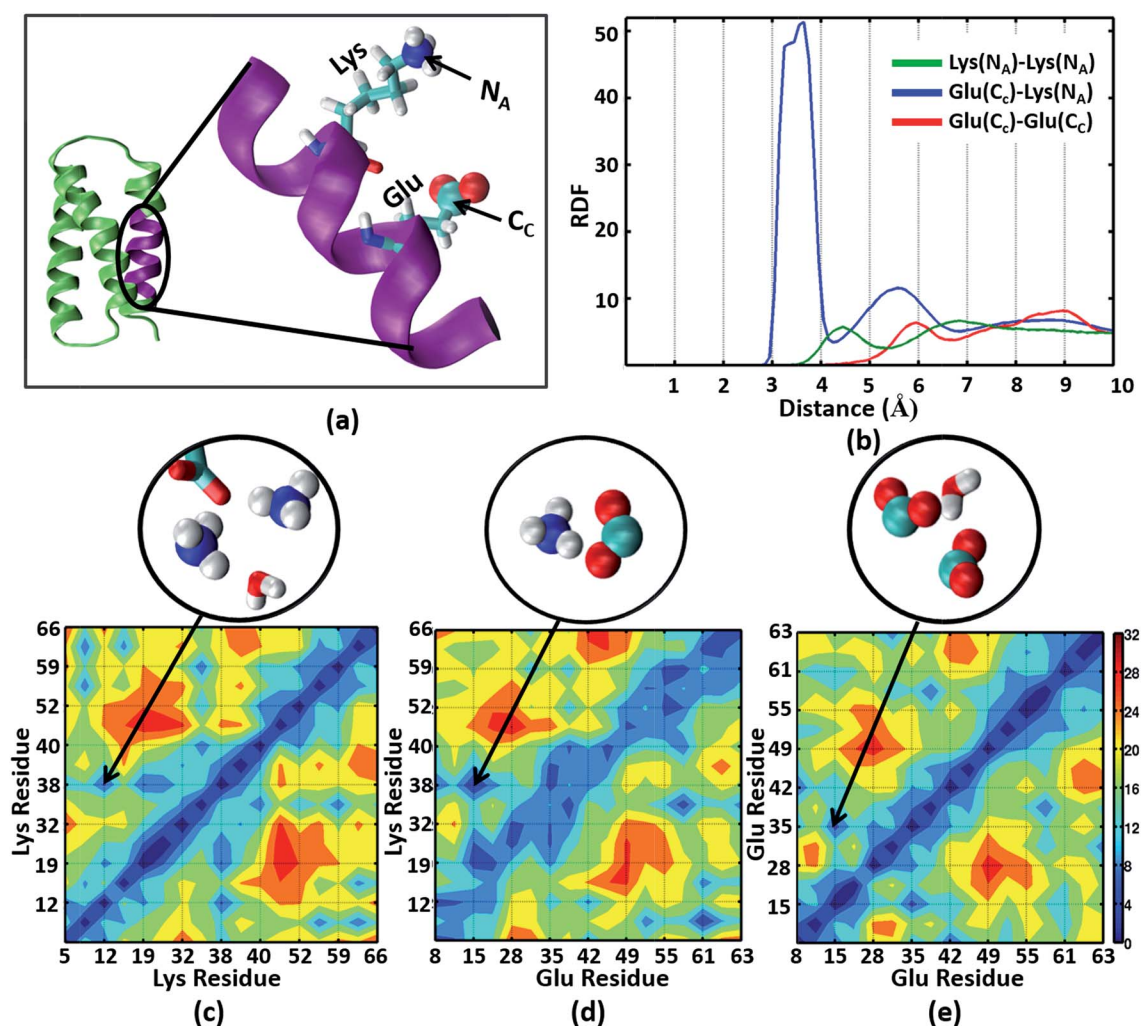 Lys
N_A
Glu
C_C
(a)
50
40
30
20
10
RDF
Lys(N_A)-Lys(N_A)
Glu(C_c)-Lys(N_A)
Glu(C_c)-Glu(C_C)
1 2 3 4 5 6 7 8 9 10
Distance (Å)
(b)
66
59
52
40
38
32
19
12
Lys Residue
5 12 19 32 38 40 52 59 66
Lys Residue
(c)
66
59
52
40
38
32
19
12
Lys Residue
8 15 28 35 42 49 55 61 63
Glu Residue
(d)
63
61
55
49
42
35
28
15
Glu Residue
8 15 28 35 42 49 55 61 63
Glu Residue
(e)
32
28
24
20
16
12
8
4
0